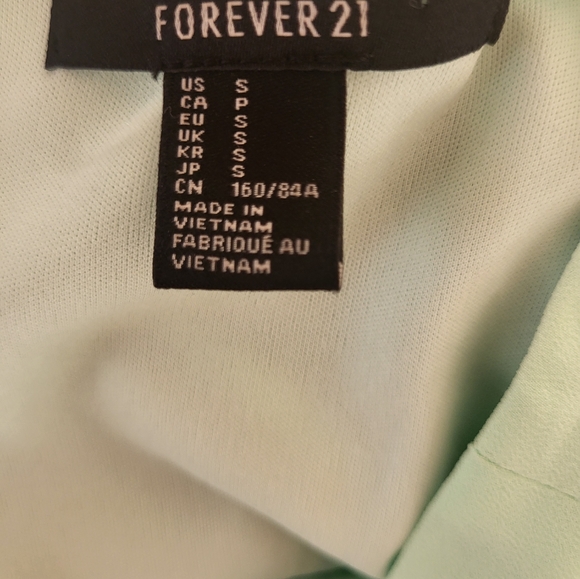 FOREVER 21
US S
CA P
EU S
UK S
KR S
JP S
CN 160/84A
MADE IN
VIETNAM
FABRIQUÉ AU
VIETNAM